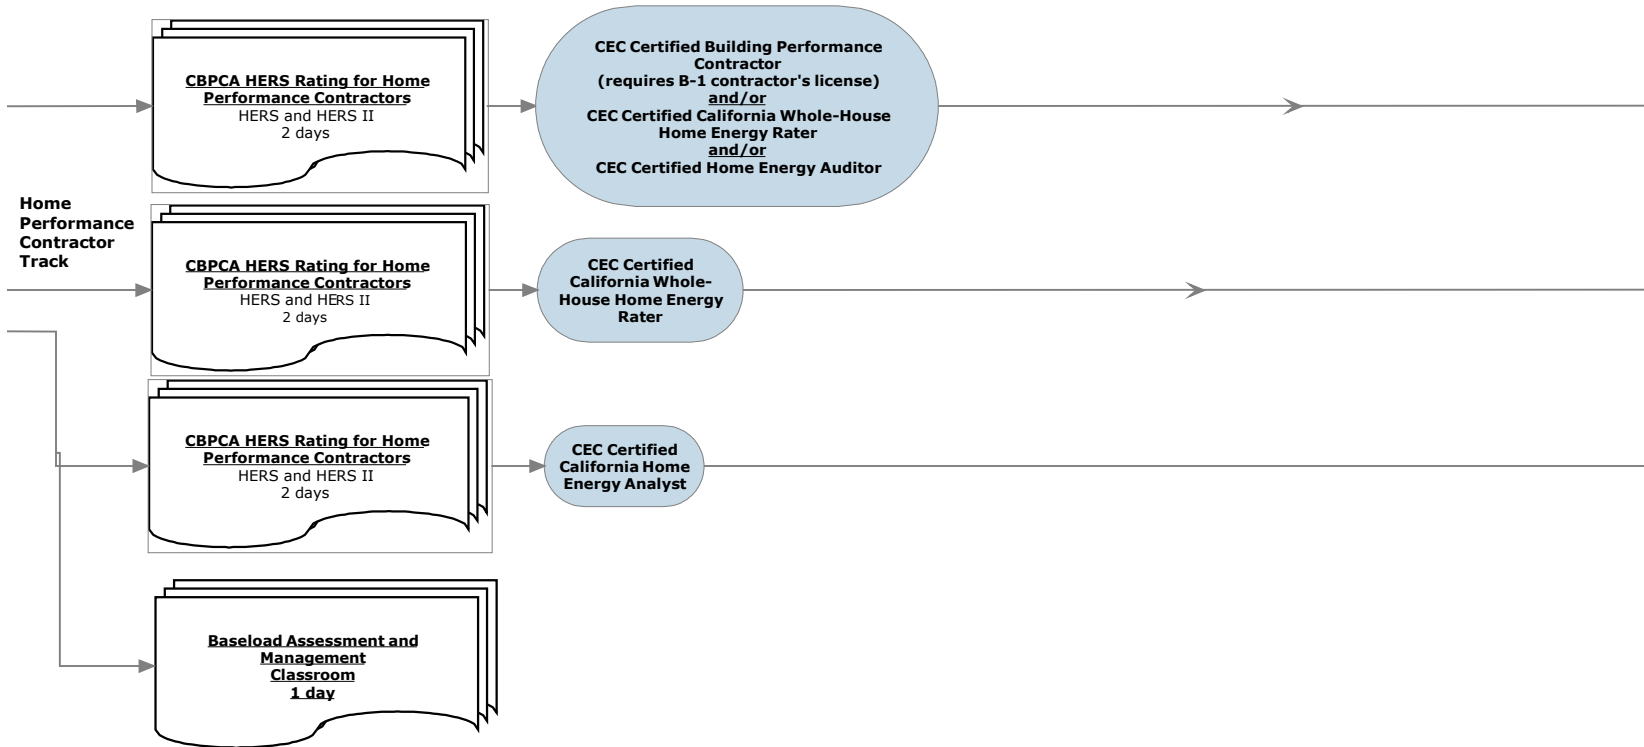 CBPCA HERS Rating for Home
Performance Contractors
HERS and HERS II
2 days
CEC Certified Building Performance
Contractor
(requires B-1 contractor's license)
and/or
CEC Certified California Whole-House
Home Energy Rater
and/or
CEC Certified Home Energy Auditor
Home
Performance
Contractor
Track
CBPCA HERS Rating for Home
Performance Contractors
HERS and HERS II
2 days
CEC Certified
California Whole-
House Home Energy
Rater
CBPCA HERS Rating for Home
Performance Contractors
HERS and HERS II
2 days
CEC Certified
California Home
Energy Analyst
Baseload Assessment and
Management
Classroom
1 day